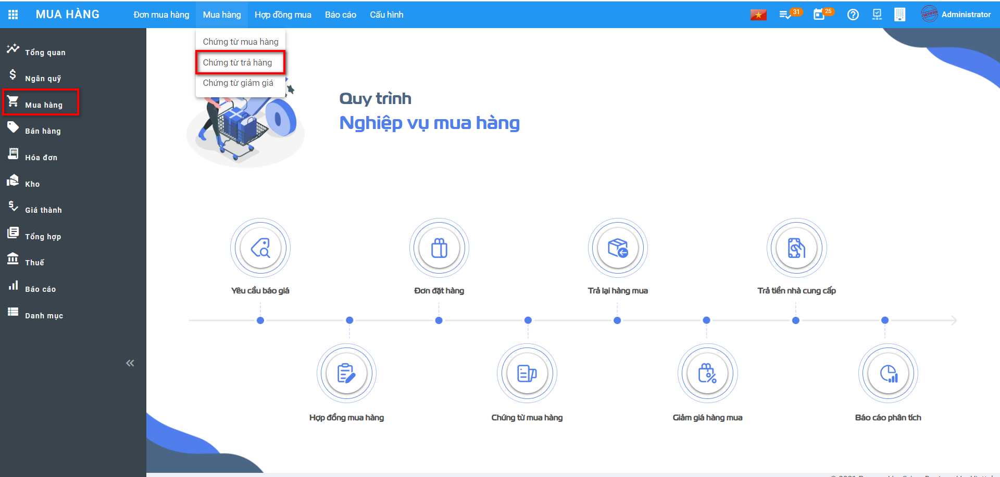 MUA HÀNG
Đơn mua hàng
Mua hàng
Hợp đồng mua
Báo cáo
Cấu hình
31
25
Administrator
Chứng từ mua hàng
Chứng từ trả hàng
Chứng từ giảm giá
Tổng quan
Ngân quỹ
Mua hàng
Bán hàng
Hóa đơn
Kho
Giá thành
Tổng hợp
Thuế
Báo cáo
Danh mục
Quy trình
Nghiệp vụ mua hàng
Yêu cầu báo giá
Đơn đặt hàng
Trả lại hàng mua
Trả tiền nhà cung cấp
Hợp đồng mua hàng
Chứng từ mua hàng
Giảm giá hàng mua
Báo cáo phân tích